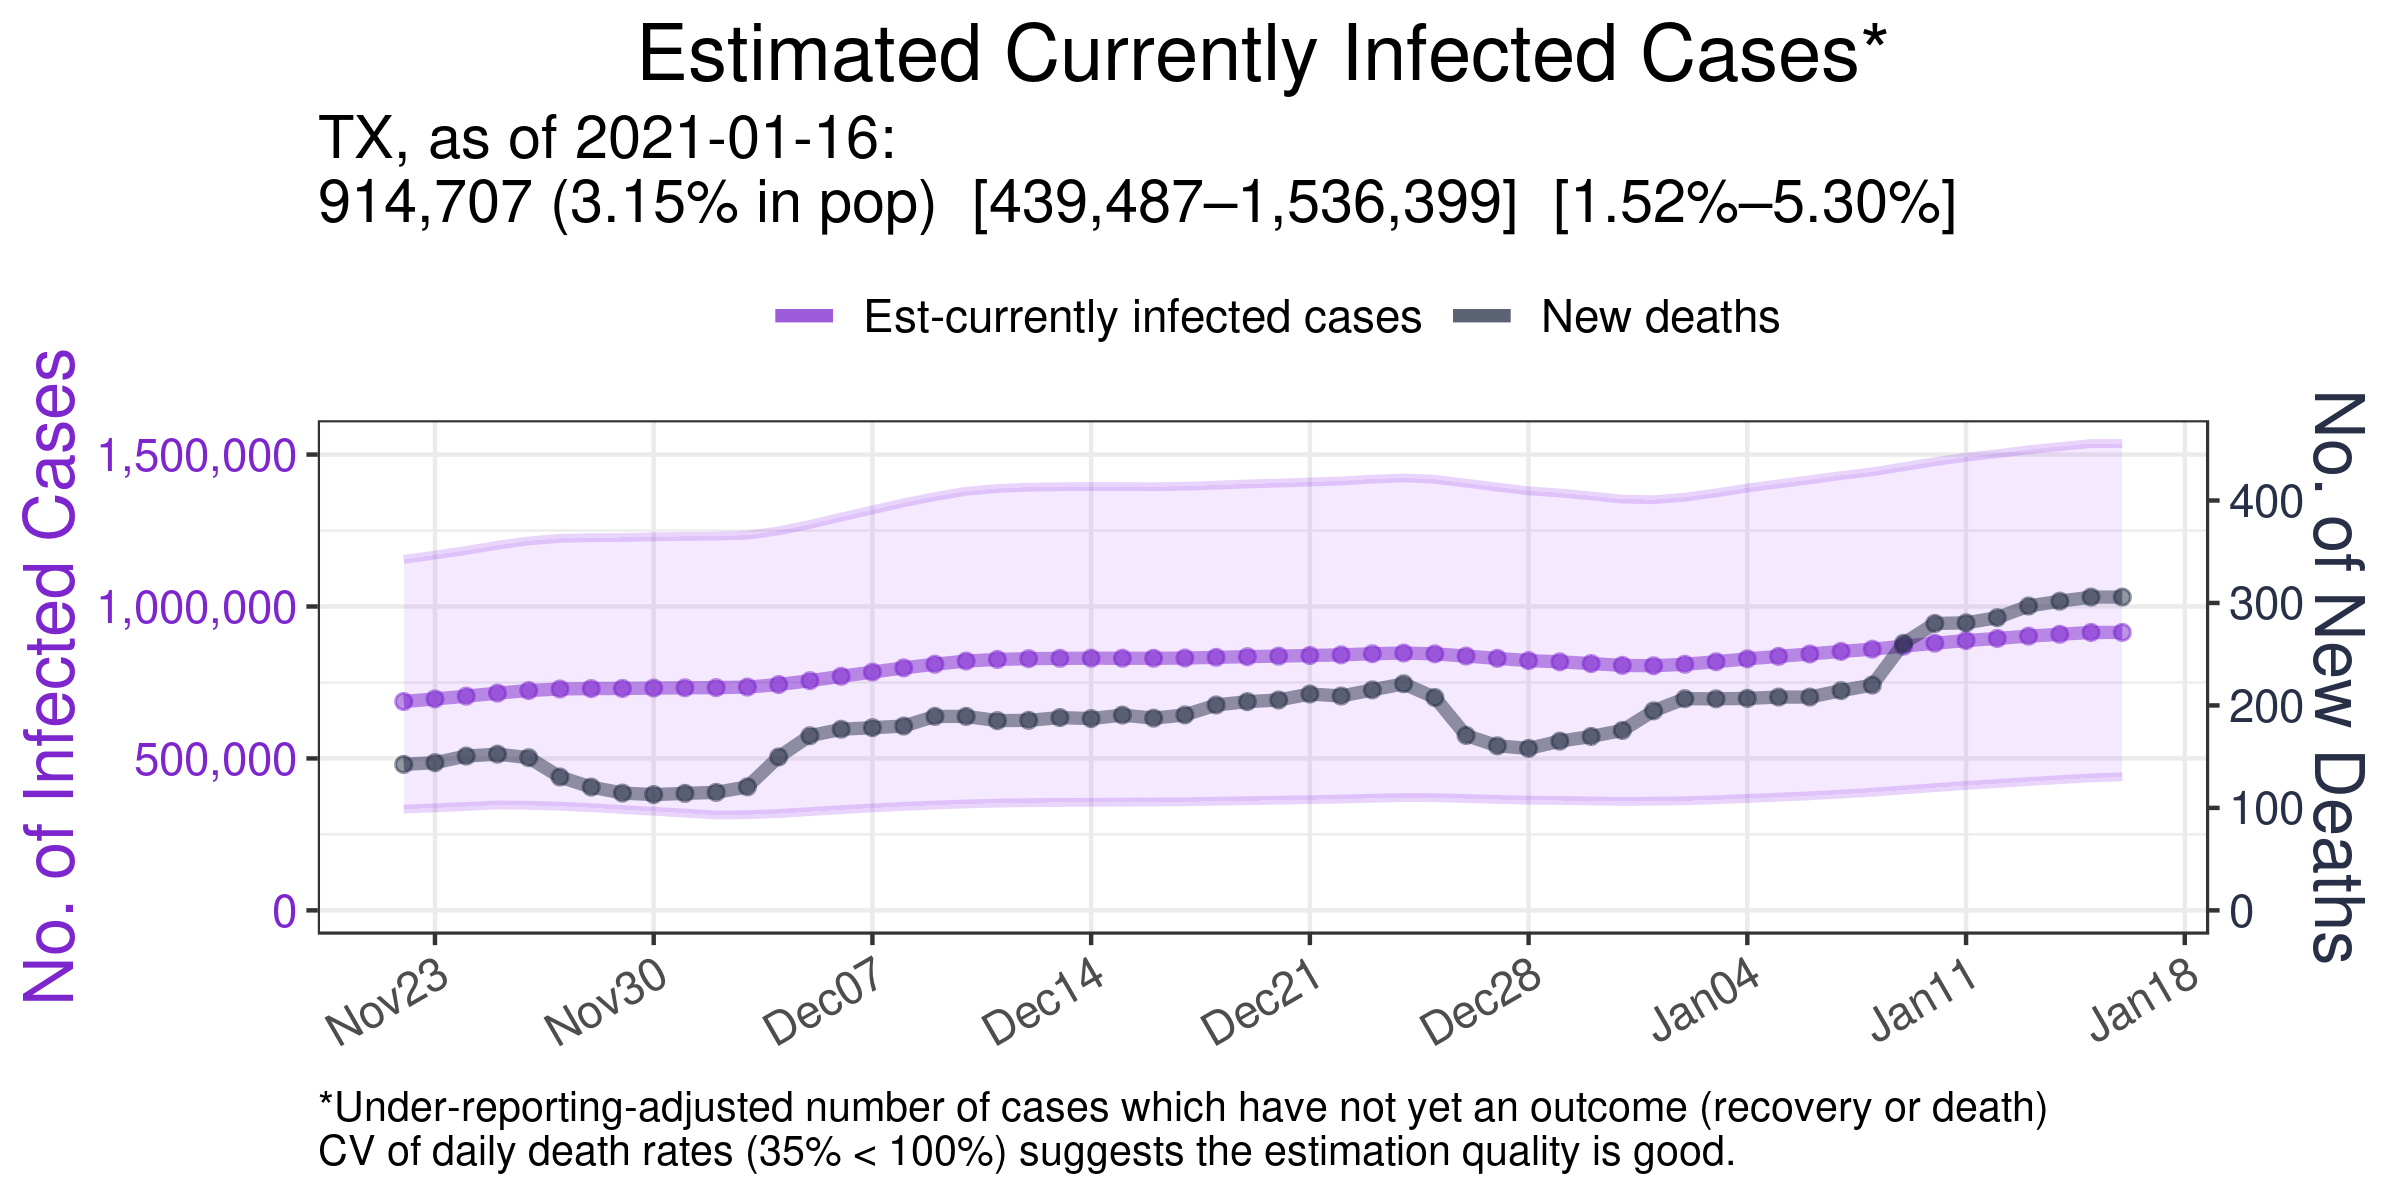 Estimated Currently Infected Cases*
TX, as of 2021-01-16:
914,707 (3.15% in pop)  [439,487–1,536,399]  [1.52%–5.30%]
Est-currently infected cases
New deaths
No. of Infected Cases
1,500,000
1,000,000
500,000
0
No. of New Deaths
400
300
200
100
0
Nov23
Nov30
Dec07
Dec14
Dec21
Dec28
Jan04
Jan11
Jan18
*Under-reporting-adjusted number of cases which have not yet an outcome (recovery or death)
CV of daily death rates (35% < 100%) suggests the estimation quality is good.